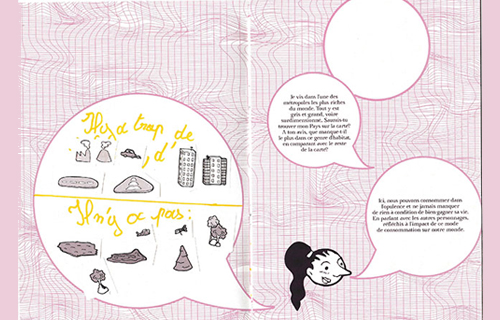 Il y a trop de
, d'
Il n'y a pas :
Je vis dans l'une des
métropoles les plus riches
du monde. Tout y est
gris et grand, voire
surdimensionné. Sauras-tu
trouver mon Pays sur la carte?
A ton avis, que manque-t-il
le plus dans ce genre d'habitat,
en comparaison avec le reste
de la carte?
Ici, nous pouvons consommer dans
l'opulence et ne jamais manquer
de rien à condition de bien gagner sa vie.
En parlant avec les autres personnages,
réfléchis à l'impact de ce mode
de consommation sur notre monde.